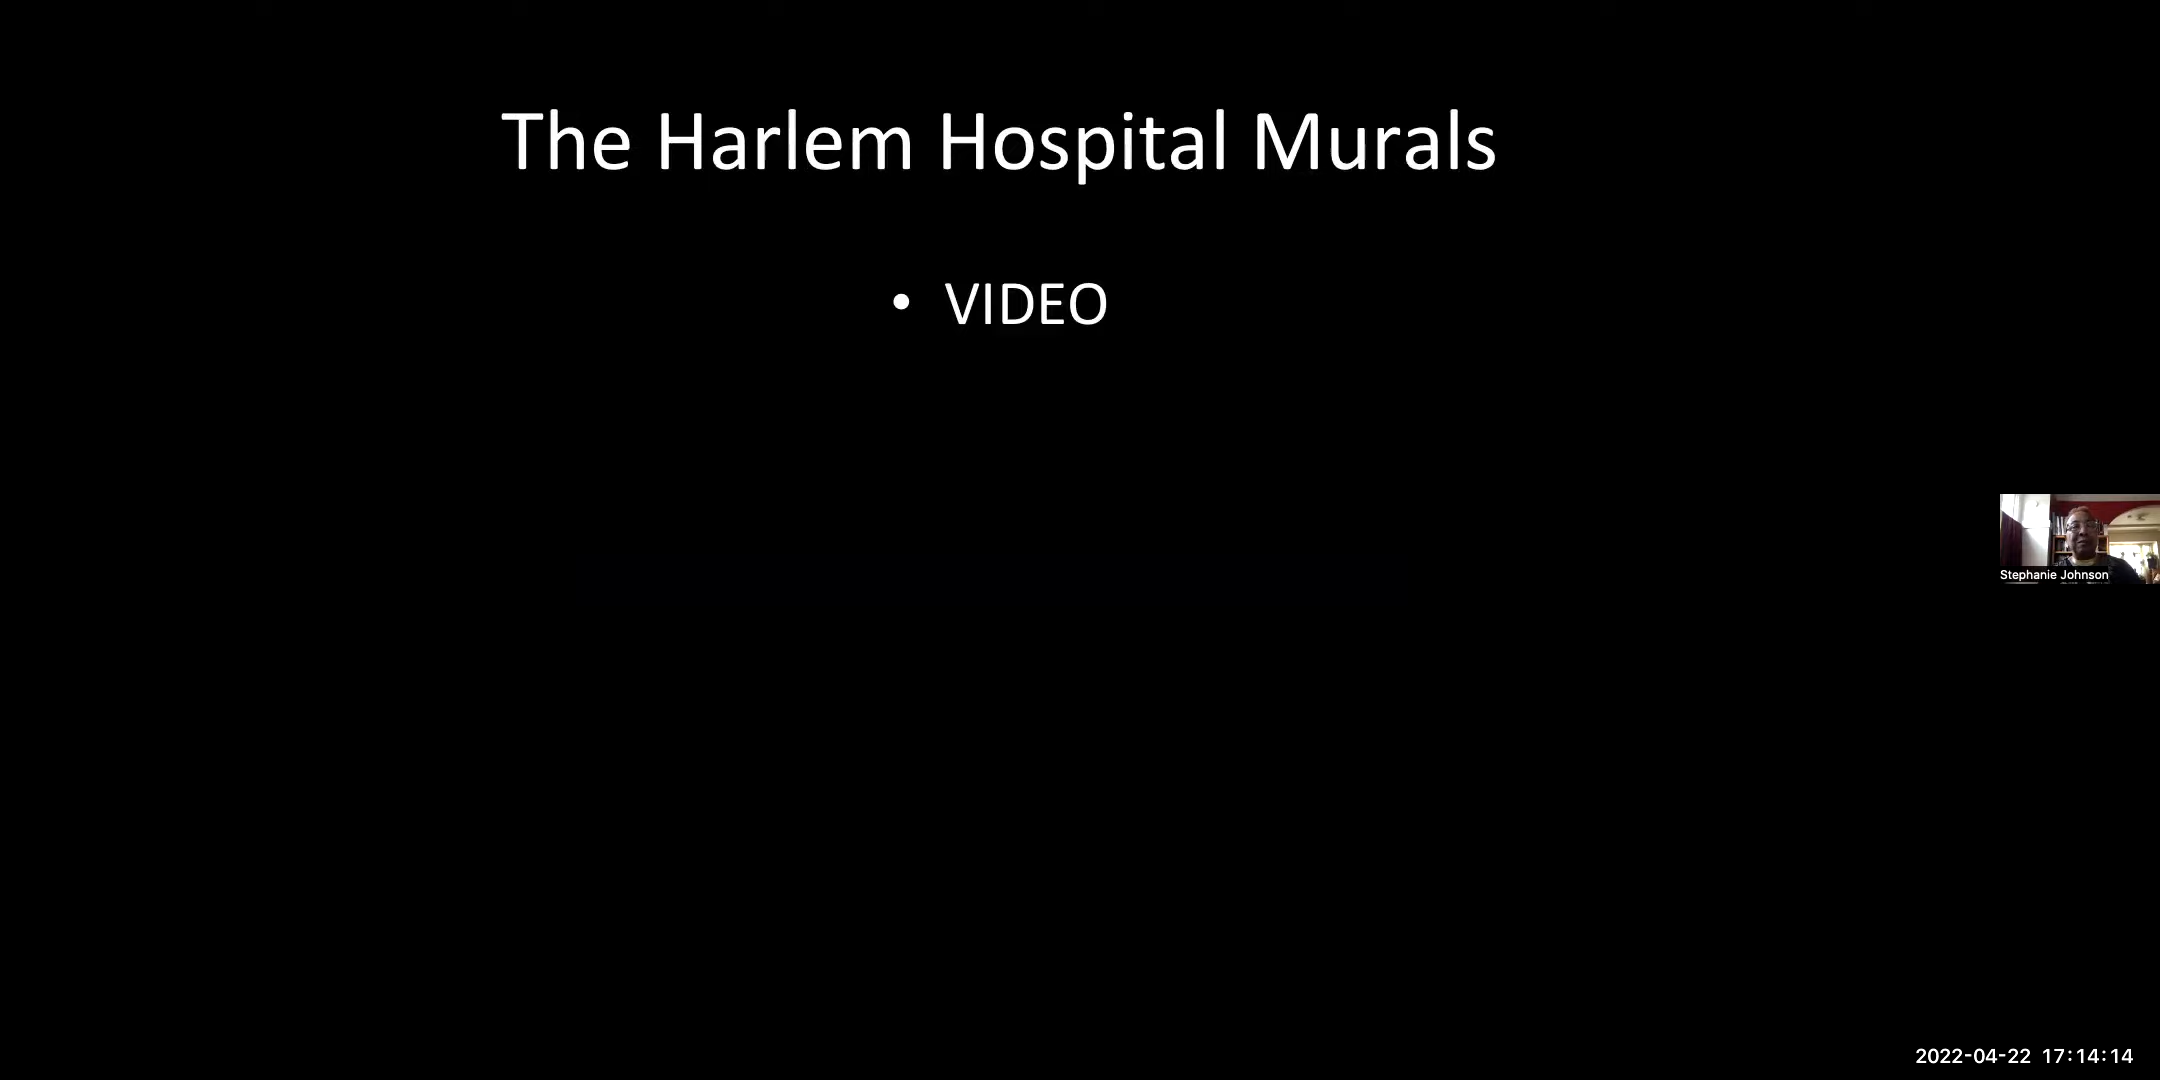 The Harlem Hospital Murals
• VIDEO
Stephanie Johnson
2022-04-22 17:14:14